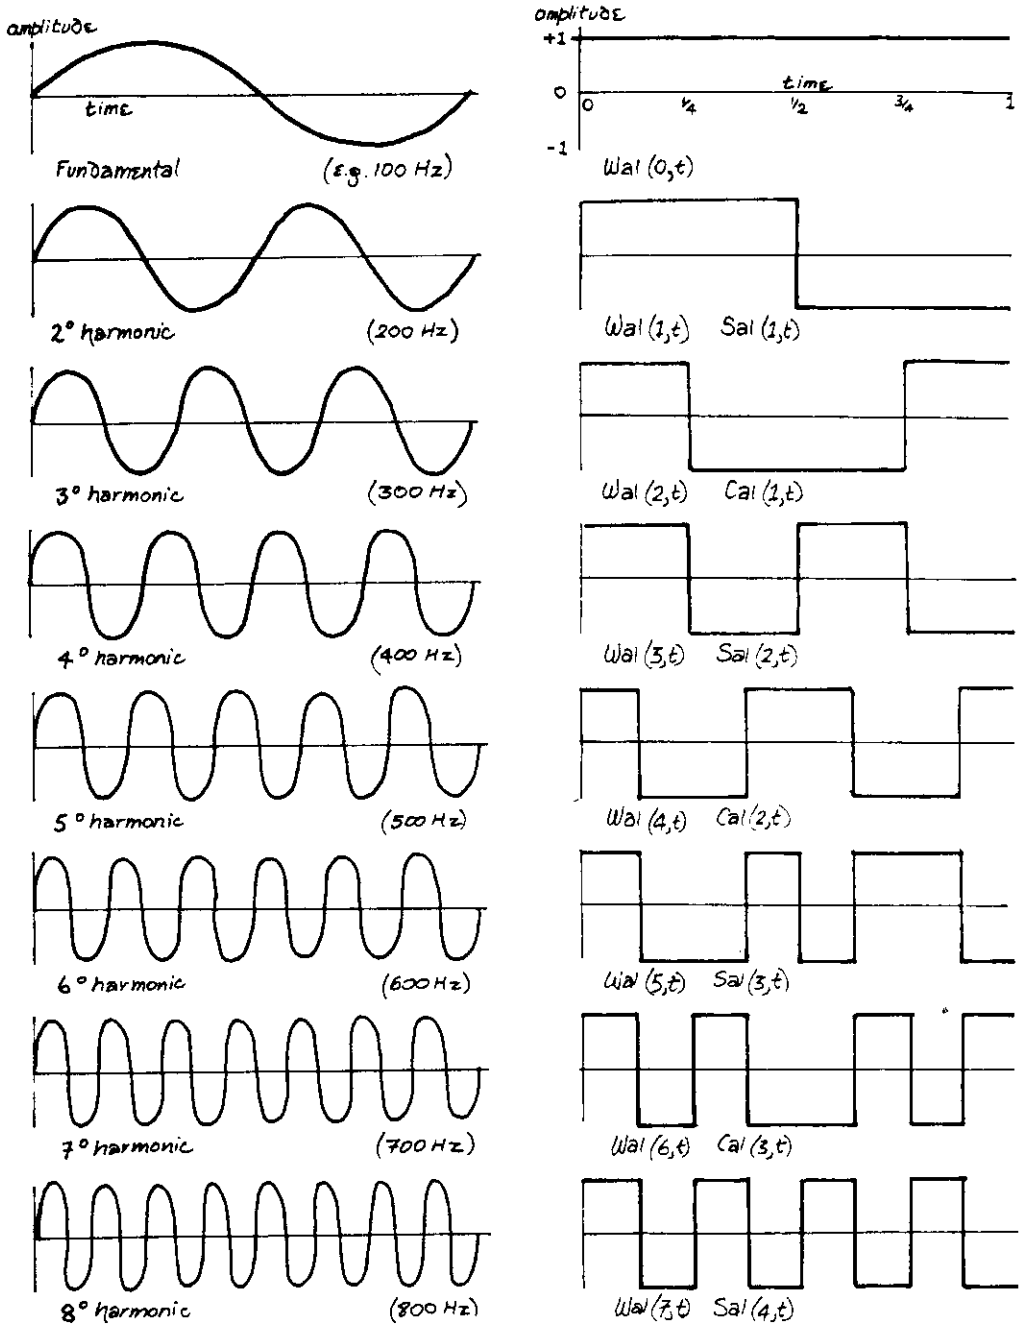 amplitude
time
Fundamental (e.g. 100 Hz)
2° harmonic (200 Hz)
3° harmonic (300 Hz)
4° harmonic (400 Hz)
5° harmonic (500 Hz)
6° harmonic (600 Hz)
7° harmonic (700 Hz)
8° harmonic (800 Hz)
amplitude
+1
time
0
0 1/4 1/2 3/4 1
-1
Wal (0,t)
Wal (1,t) Sal (1,t)
Wal (2,t) Cal (1,t)
Wal (3,t) Sal (2,t)
Wal (4,t) Cal (2,t)
Wal (5,t) Sal (3,t)
Wal (6,t) Cal (3,t)
Wal (7,t) Sal (4,t)